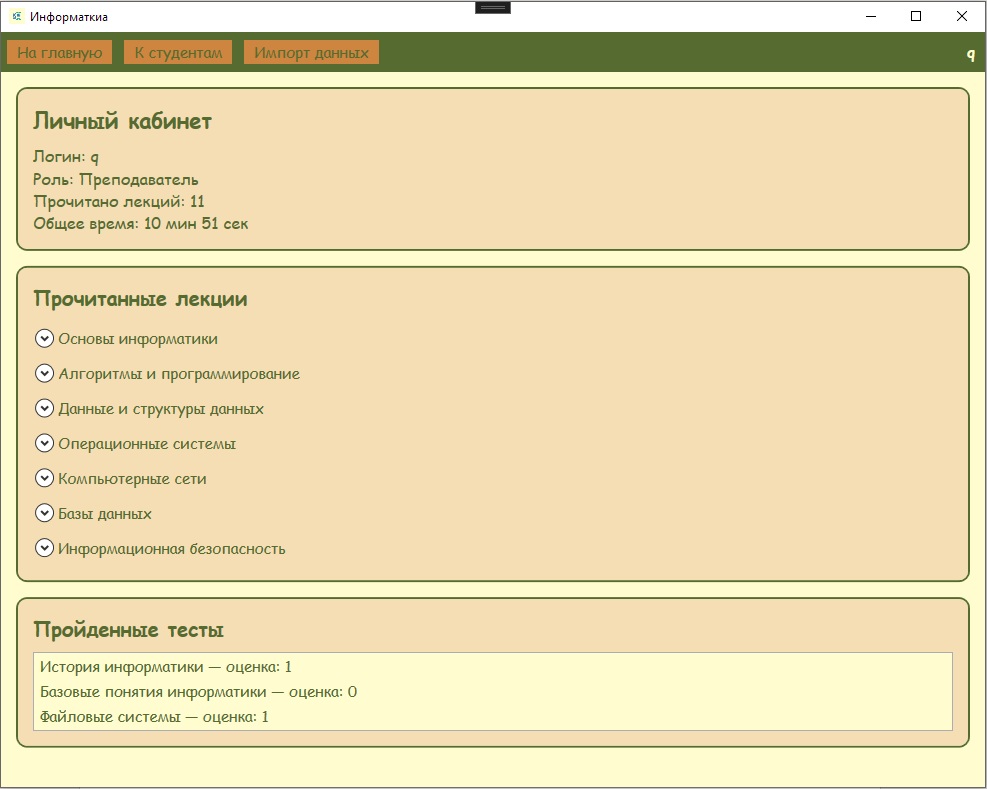 Информаткиа
На главную К студентам Импорт данных q
Личный кабинет
Логин: q
Роль: Преподаватель
Прочитано лекций: 11
Общее время: 10 мин 51 сек
Прочитанные лекции
Основы информатики
Алгоритмы и программирование
Данные и структуры данных
Операционные системы
Компьютерные сети
Базы данных
Информационная безопасность
Пройденные тесты
История информатики — оценка: 1
Базовые понятия информатики — оценка: 0
Файловые системы — оценка: 1